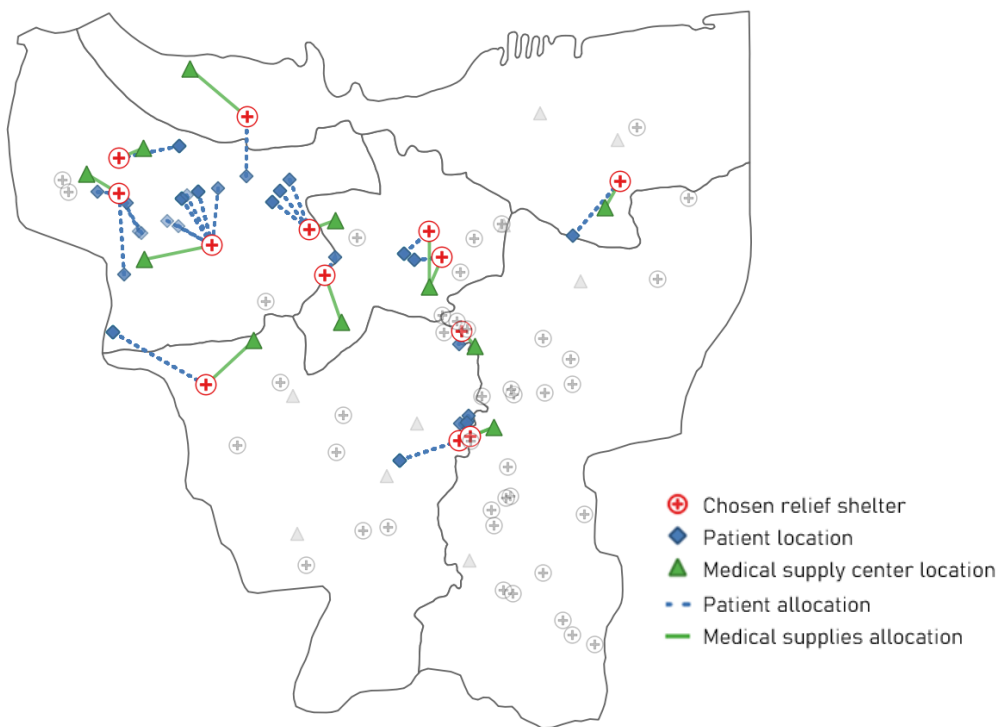 Chosen relief shelter
Patient location
Medical supply center location
Patient allocation
Medical supplies allocation